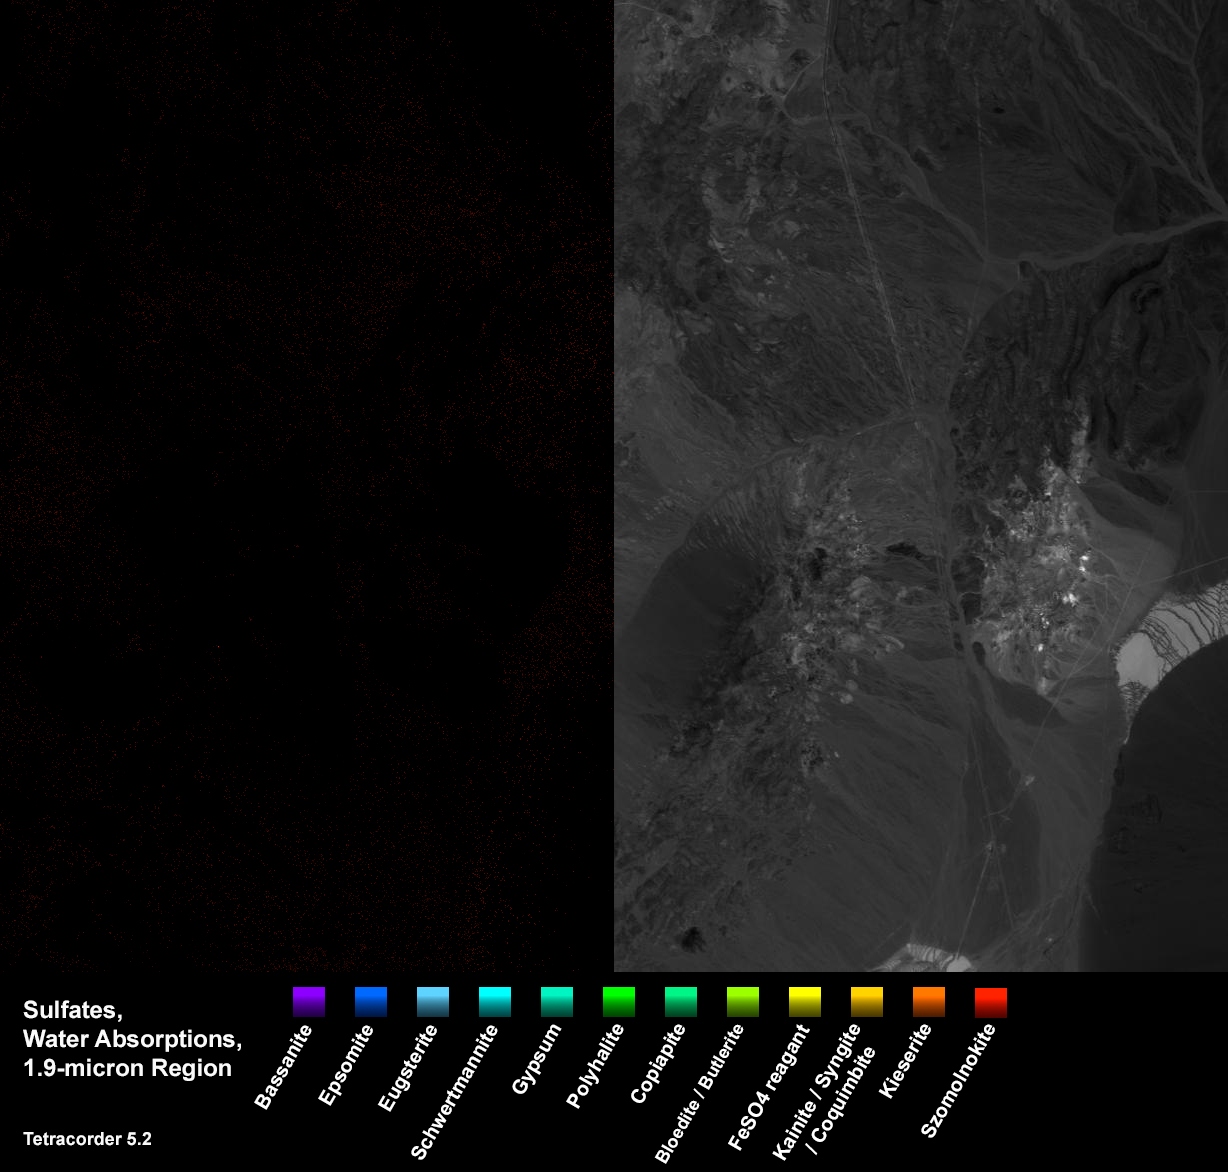 Sulfates,
Water Absorptions,
1.9-micron Region
Tetracorder 5.2
Bassanite
Epsomite
Eugsterite
Schwertmannite
Gypsum
Polyhalite
Copiapite
Bloedite / Butlerite
FeSO4 reagant
Kainite / Syngite
/ Coquimbite
Kieserite
Szomolnokite